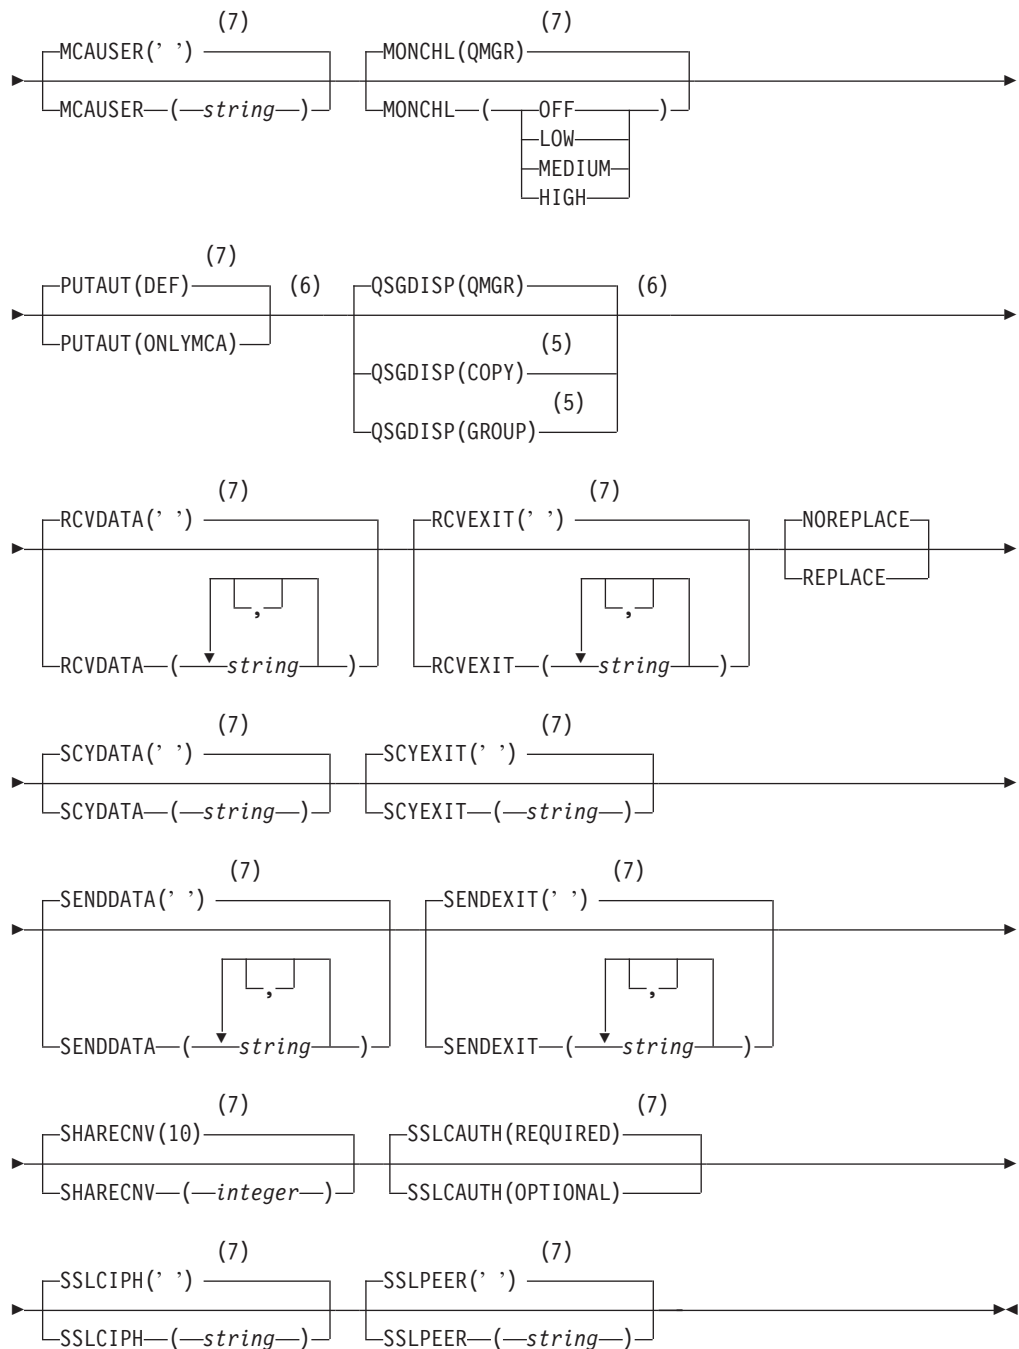 (7) (7)
MCAUSER(’ ’) MONCHL(QMGR)
MCAUSER ( string ) MONCHL ( OFF )
LOW
MEDIUM
HIGH
(7)
PUTAUT(DEF) (6) QSGDISP(QMGR) (6)
PUTAUT(ONLYMCA) (5)
QSGDISP(COPY)
(5)
QSGDISP(GROUP)
(7) (7)
RCVDATA(’ ’) RCVEXIT(’ ’) NOREPLACE
REPLACE
, ,
RCVDATA ( string ) RCVEXIT ( string )
(7) (7)
SCYDATA(’ ’) SCYEXIT(’ ’)
SCYDATA ( string ) SCYEXIT ( string )
(7) (7)
SENDDATA(’ ’) SENDEXIT(’ ’)
, ,
SENDDATA ( string ) SENDEXIT ( string )
(7) (7)
SHARECNV(10) SSLCAUTH(REQUIRED)
SHARECNV ( integer ) SSLCAUTH(OPTIONAL)
(7) (7)
SSLCIPH(’ ’) SSLPEER(’ ’)
SSLCIPH ( string ) SSLPEER ( string )